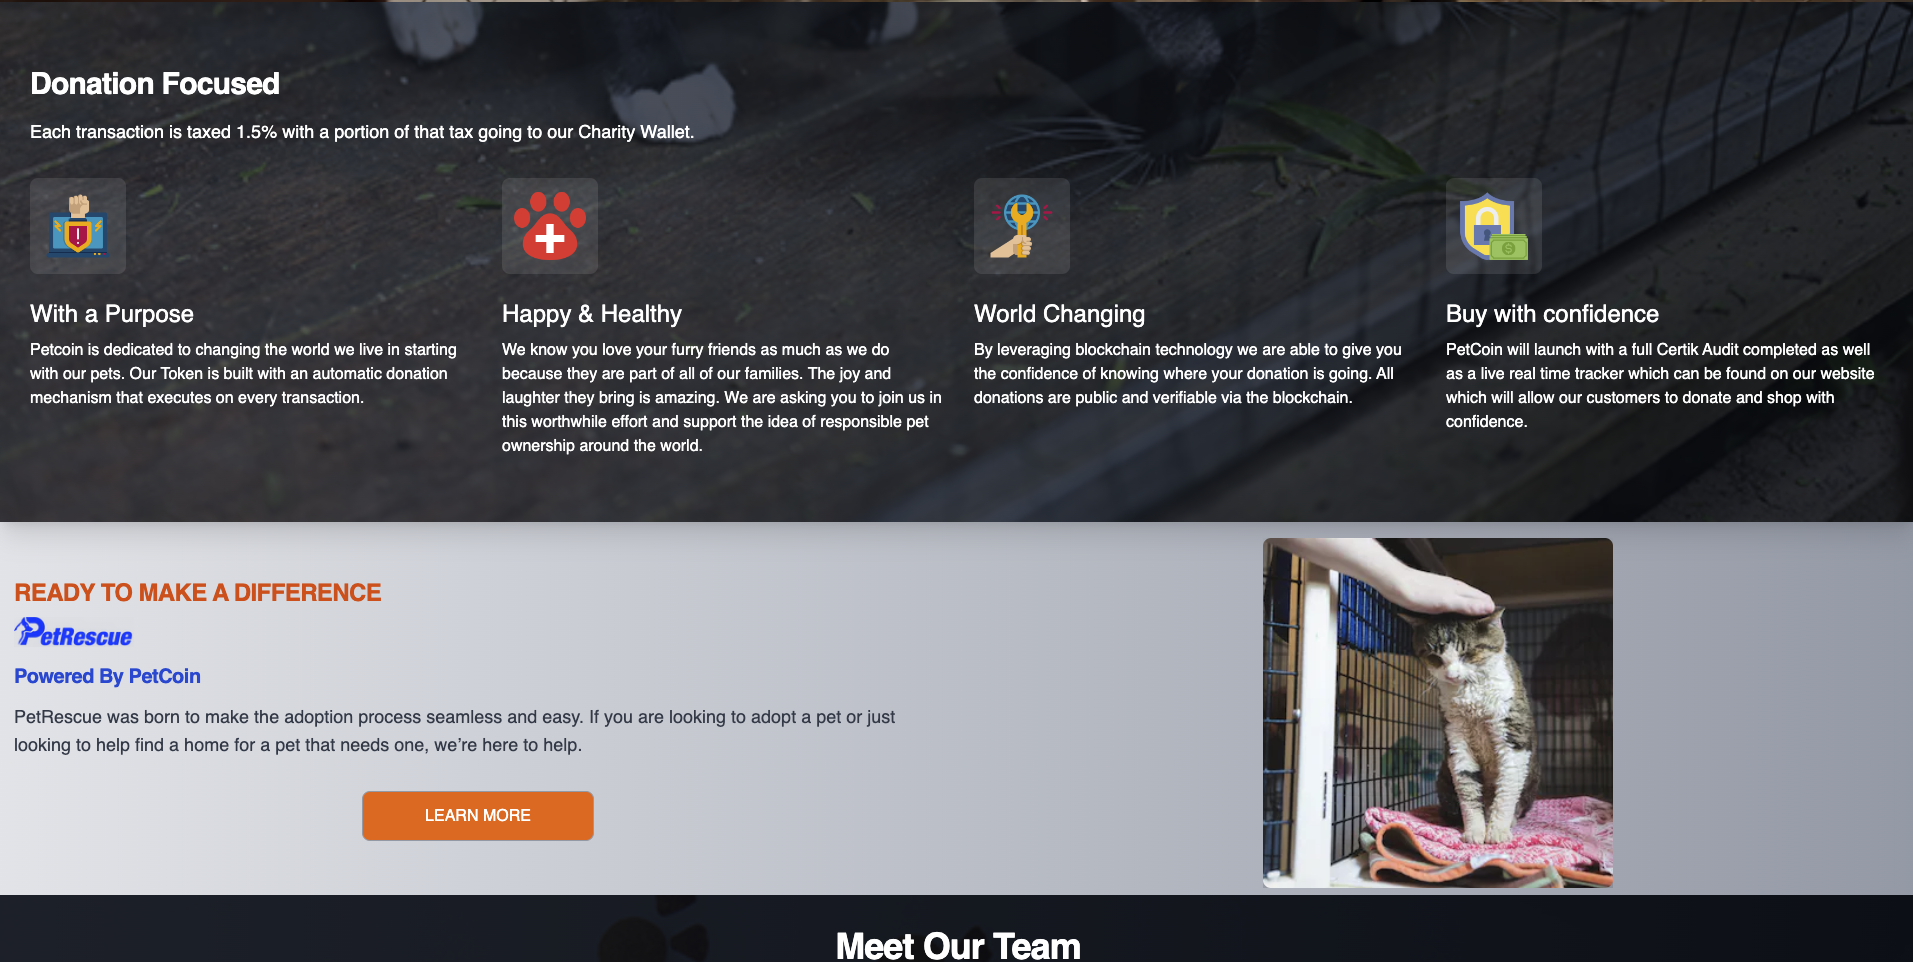 Donation Focused
Each transaction is taxed 1.5% with a portion of that tax going to our Charity Wallet.
With a Purpose
Petcoin is dedicated to changing the world we live in starting
with our pets. Our Token is built with an automatic donation
mechanism that executes on every transaction.
Happy & Healthy
We know you love your furry friends as much as we do
because they are part of all of our families. The joy and
laughter they bring is amazing. We are asking you to join us in
this worthwhile effort and support the idea of responsible pet
ownership around the world.
World Changing
By leveraging blockchain technology we are able to give you
the confidence of knowing where your donation is going. All
donations are public and verifiable via the blockchain.
Buy with confidence
PetCoin will launch with a full Certik Audit completed as well
as a live real time tracker which can be found on our website
which will allow our customers to donate and shop with
confidence.
READY TO MAKE A DIFFERENCE
PetRescue
Powered By PetCoin
PetRescue was born to make the adoption process seamless and easy. If you are looking to adopt a pet or just
looking to help find a home for a pet that needs one, we’re here to help.
LEARN MORE
Meet Our Team